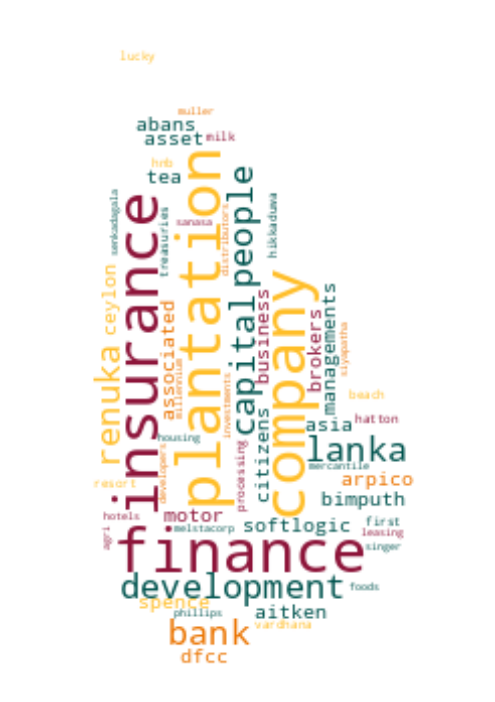 lucky
muller
abans
asset
milk
hnb
tea
plantation
people
senkadagala
insurance
treasuries
sanasa
distributors
hikkaduwa
ceylon
renuka
associated
millennium
investments
capital
business
company
brokers
managements
siyapatha
beach
housing
developers
processing
citizens
asia
hatton
lanka
mercantile
resort
arpico
bimputh
hotels
motor
melstacorp
softlogic
first
leasing
agri
finance
singer
development
foods
spence
phillips
aitken
vardhana
bank
dfcc